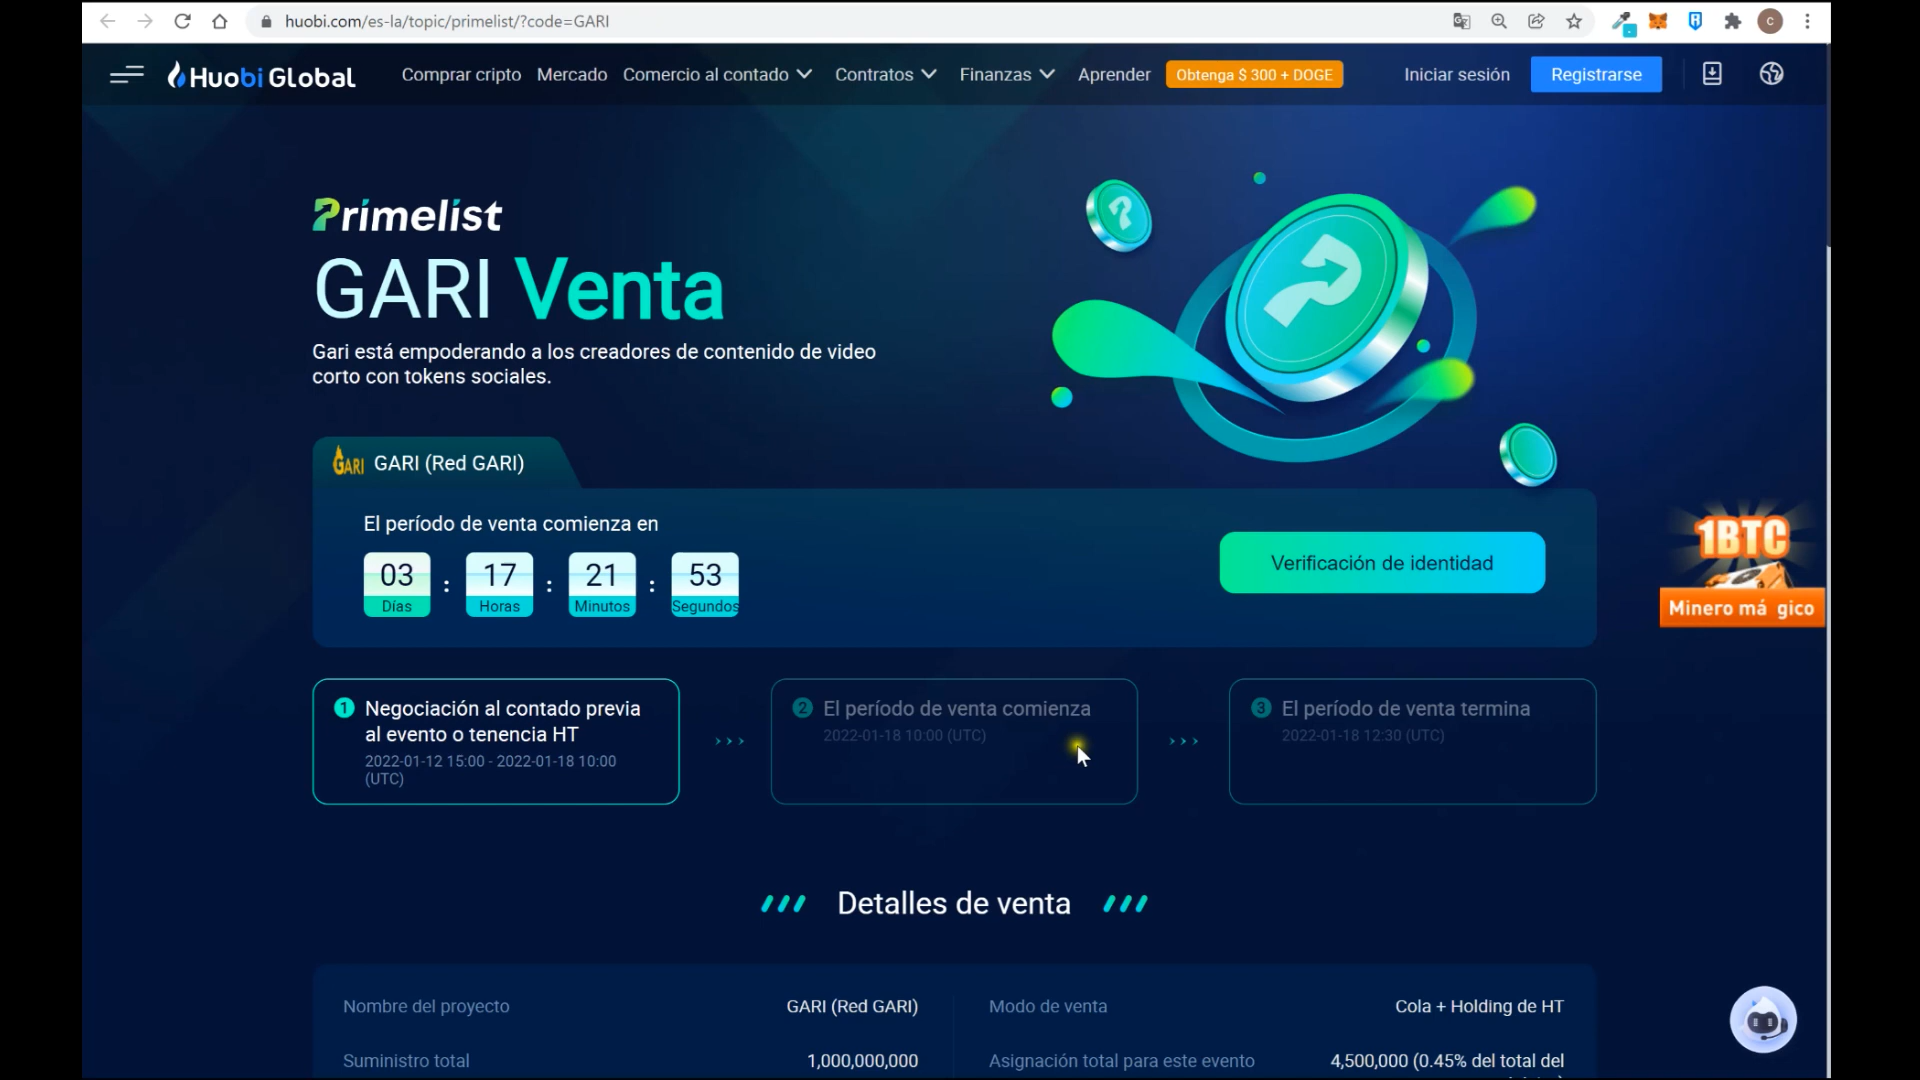 huobi.com/es-la/topic/primelist/?code=GARI
C
Huobi Global
Comprar cripto
Mercado
Comercio al contado
Contratos
Finanzas
Aprender
Obtenga $ 300 + DOGE
Iniciar sesión
Registrarse
Primelist
GARI Venta
Gari está empoderando a los creadores de contenido de video
corto con tokens sociales.
GARI
GARI (Red GARI)
El período de venta comienza en
03 : 17 : 21 : 53
Días Horas Minutos Segundos
Verificación de identidad
1BTC
Minero má gico
1 Negociación al contado previa
al evento o tenencia HT
2022-01-12 15:00 - 2022-01-18 10:00
(UTC)
2 El período de venta comienza
2022-01-18 10:00 (UTC)
3 El período de venta termina
2022-01-18 12:30 (UTC)
Detalles de venta
Nombre del proyecto
GARI (Red GARI)
Modo de venta
Cola + Holding de HT
Suministro total
1,000,000,000
Asignación total para este evento
4,500,000 (0.45% del total del